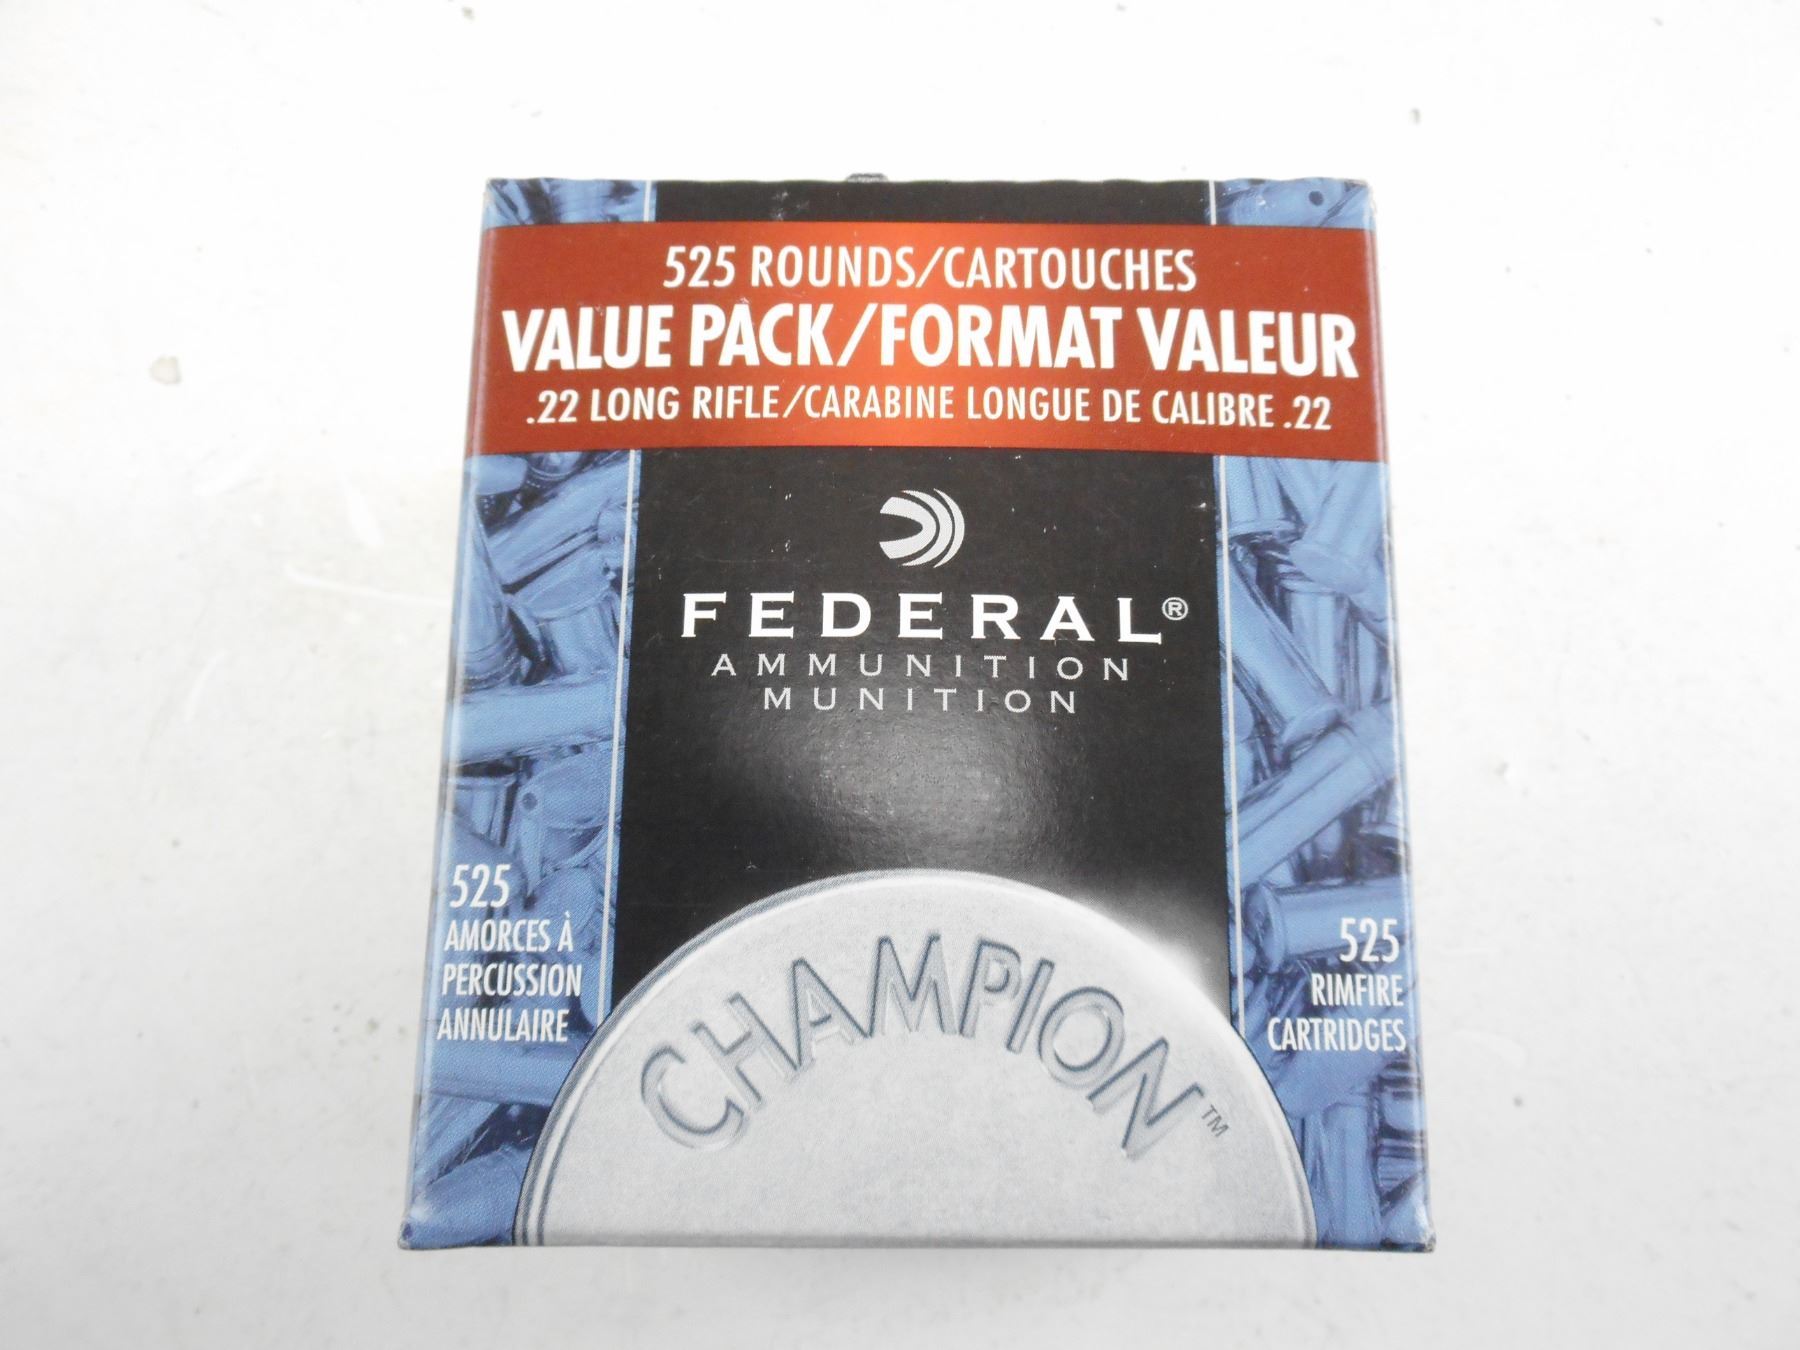 525 ROUNDS/CARTOUCHES
VALUE PACK/FORMAT VALEUR
.22 LONG RIFLE/CARABINE LONGUE DE CALIBRE .22
FEDERAL®
AMMUNITION
MUNITION
525
AMORCES À
PERCUSSION
ANNULAIRE
525
RIMFIRE
CARTRIDGES
CHAMPION™